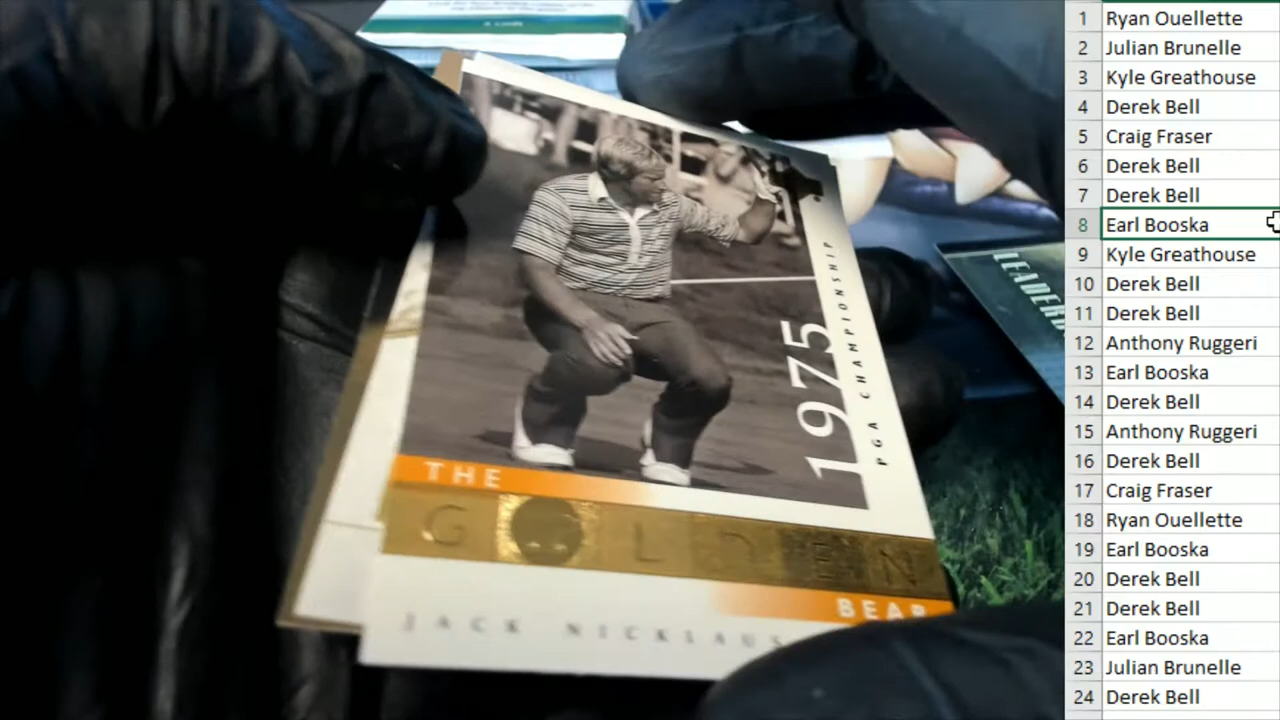 LEADER
1975
PGA CHAMPIONSHIP
THE
GOLDEN
BEAR
JACK NICKLAUS
1 Ryan Ouellette
2 Julian Brunelle
3 Kyle Greathouse
4 Derek Bell
5 Craig Fraser
6 Derek Bell
7 Derek Bell
8 Earl Booska
9 Kyle Greathouse
10 Derek Bell
11 Derek Bell
12 Anthony Ruggeri
13 Earl Booska
14 Derek Bell
15 Anthony Ruggeri
16 Derek Bell
17 Craig Fraser
18 Ryan Ouellette
19 Earl Booska
20 Derek Bell
21 Derek Bell
22 Earl Booska
23 Julian Brunelle
24 Derek Bell